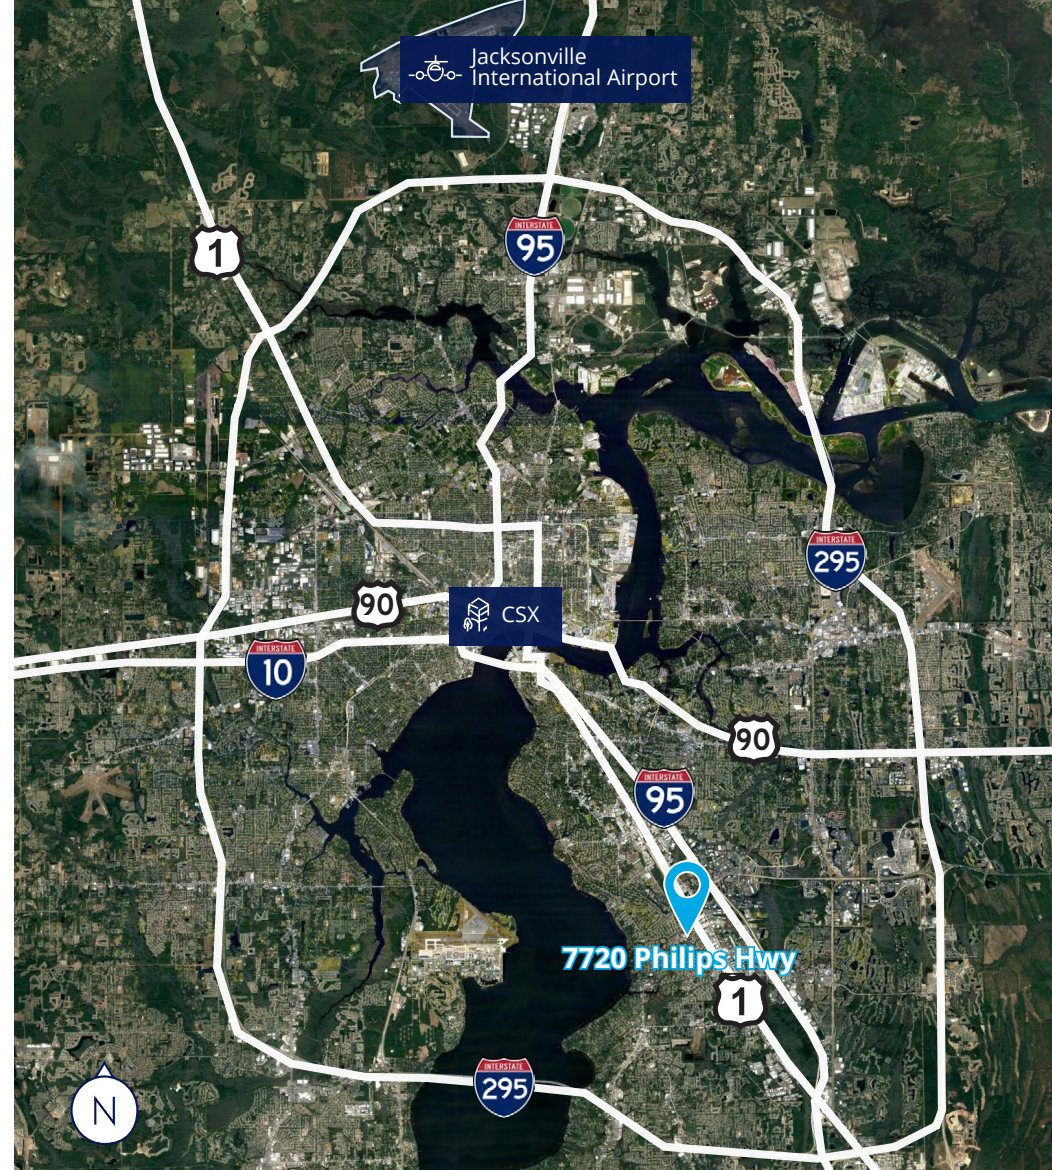 Jacksonville
International Airport
INTERSTATE
95
1
INTERSTATE
295
90
CSX
INTERSTATE
10
90
INTERSTATE
95
7720 Philips Hwy
1
INTERSTATE
295
N